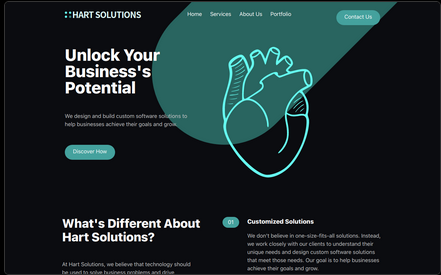 HART SOLUTIONS
Home Services About Us Portfolio
Contact Us
Unlock Your
Business's
Potential
We design and build custom software solutions to
help businesses achieve their goals and grow.
Discover How
What's Different About
Hart Solutions?
At Hart Solutions, we believe that technology should
be used to solve business problems and drive
01
Customized Solutions
We don't believe in one-size-fits-all solutions. Instead,
we work closely with our clients to understand their
unique needs and design custom software solutions
that meet those needs. Our goal is to help businesses
achieve their goals and grow.